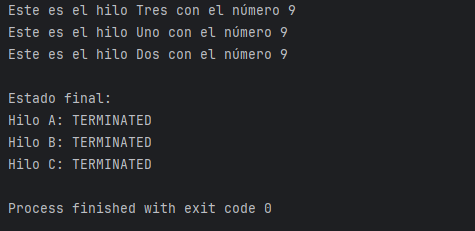 Este es el hilo Tres con el número 9
Este es el hilo Uno con el número 9
Este es el hilo Dos con el número 9
Estado final:
Hilo A: TERMINATED
Hilo B: TERMINATED
Hilo C: TERMINATED
Process finished with exit code 0